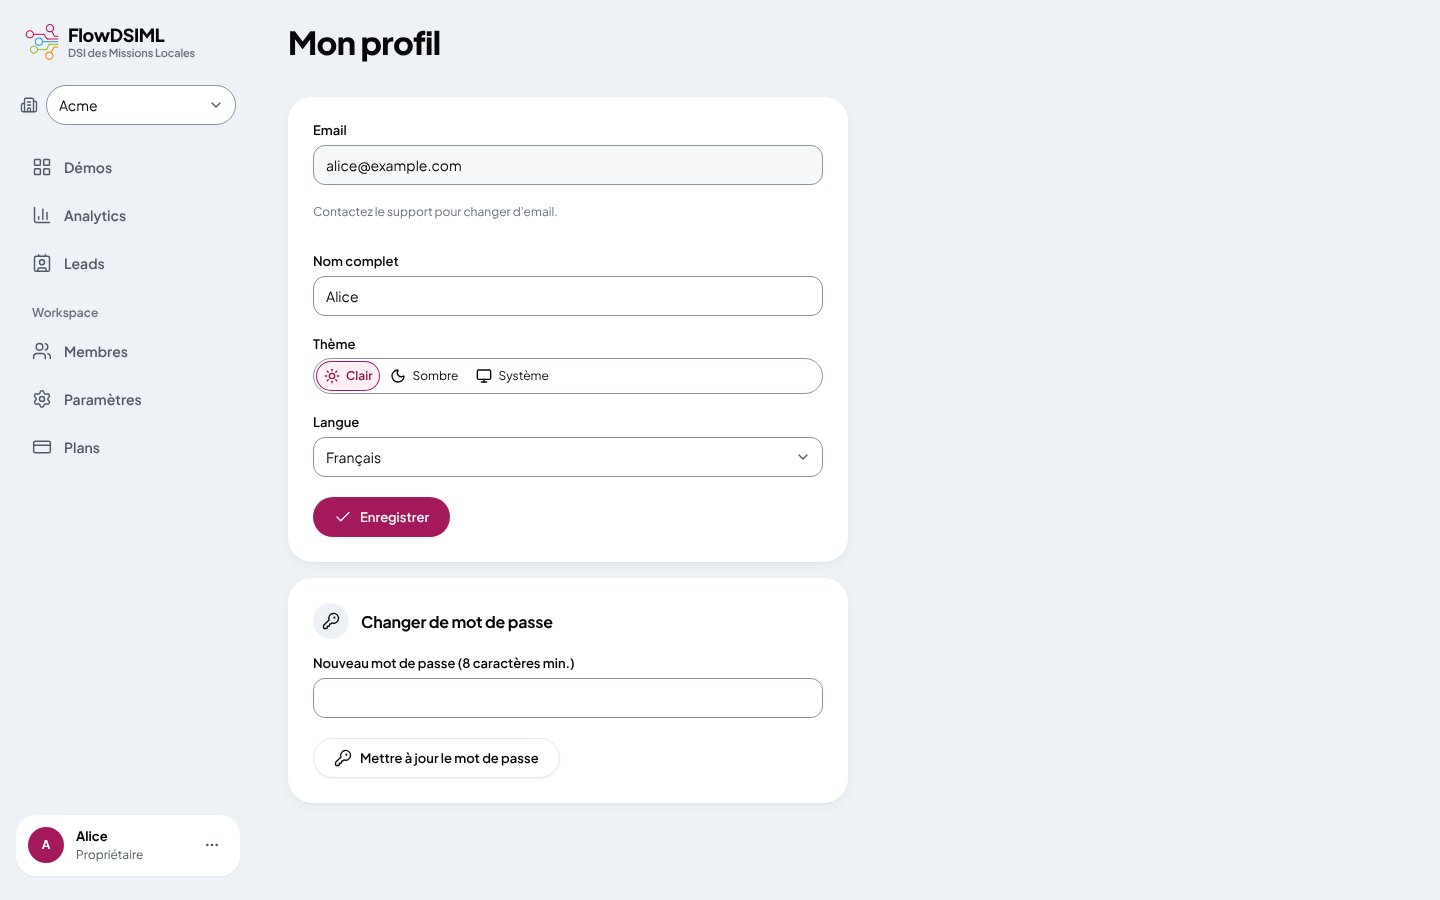 FlowDSIML
DSI des Missions Locales
Acme
Démos
Analytics
Leads
Workspace
Membres
Paramètres
Plans
A
Alice
Propriétaire
Mon profil
Email
alice@example.com
Contactez le support pour changer d'email.
Nom complet
Alice
Thème
Clair Sombre Système
Langue
Français
Enregistrer
Changer de mot de passe
Nouveau mot de passe (8 caractères min.)
Mettre à jour le mot de passe